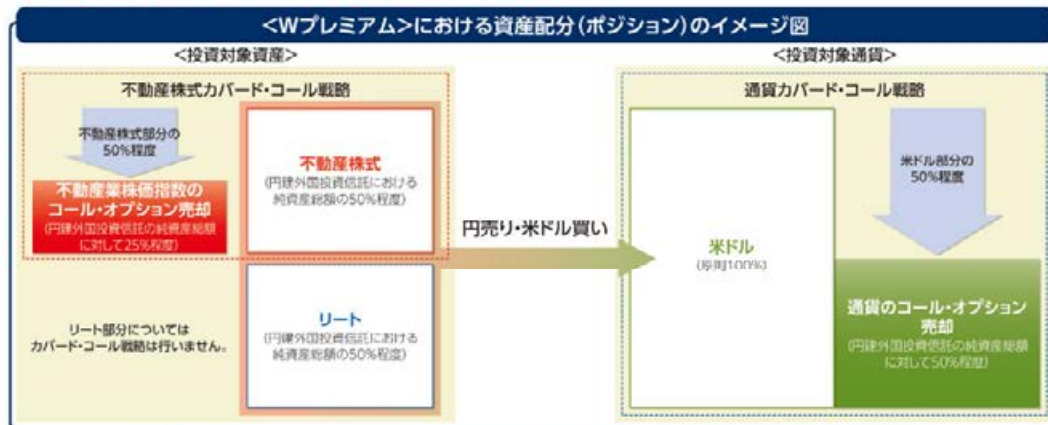 <Wプレミアム>における資産配分(ポジション)のイメージ図
<投資対象資産>
不動産株式カバード・コール戦略
不動産株式部分の
50%程度
不動産業株価指数の
コール・オプション売却
(円建外国投資信託の純資産総額
に対して25%程度)
不動産株式
(円建外国投資信託における
純資産総額の50%程度)
リート部分については
カバード・コール戦略は行いません。
リート
(円建外国投資信託における
純資産総額の50%程度)
円売り・米ドル買い
<投資対象通貨>
通貨カバード・コール戦略
米ドル
(原則100%)
米ドル部分の
50%程度
通貨のコール・オプション
売却
(円建外国投資信託の純資産総額
に対して50%程度)